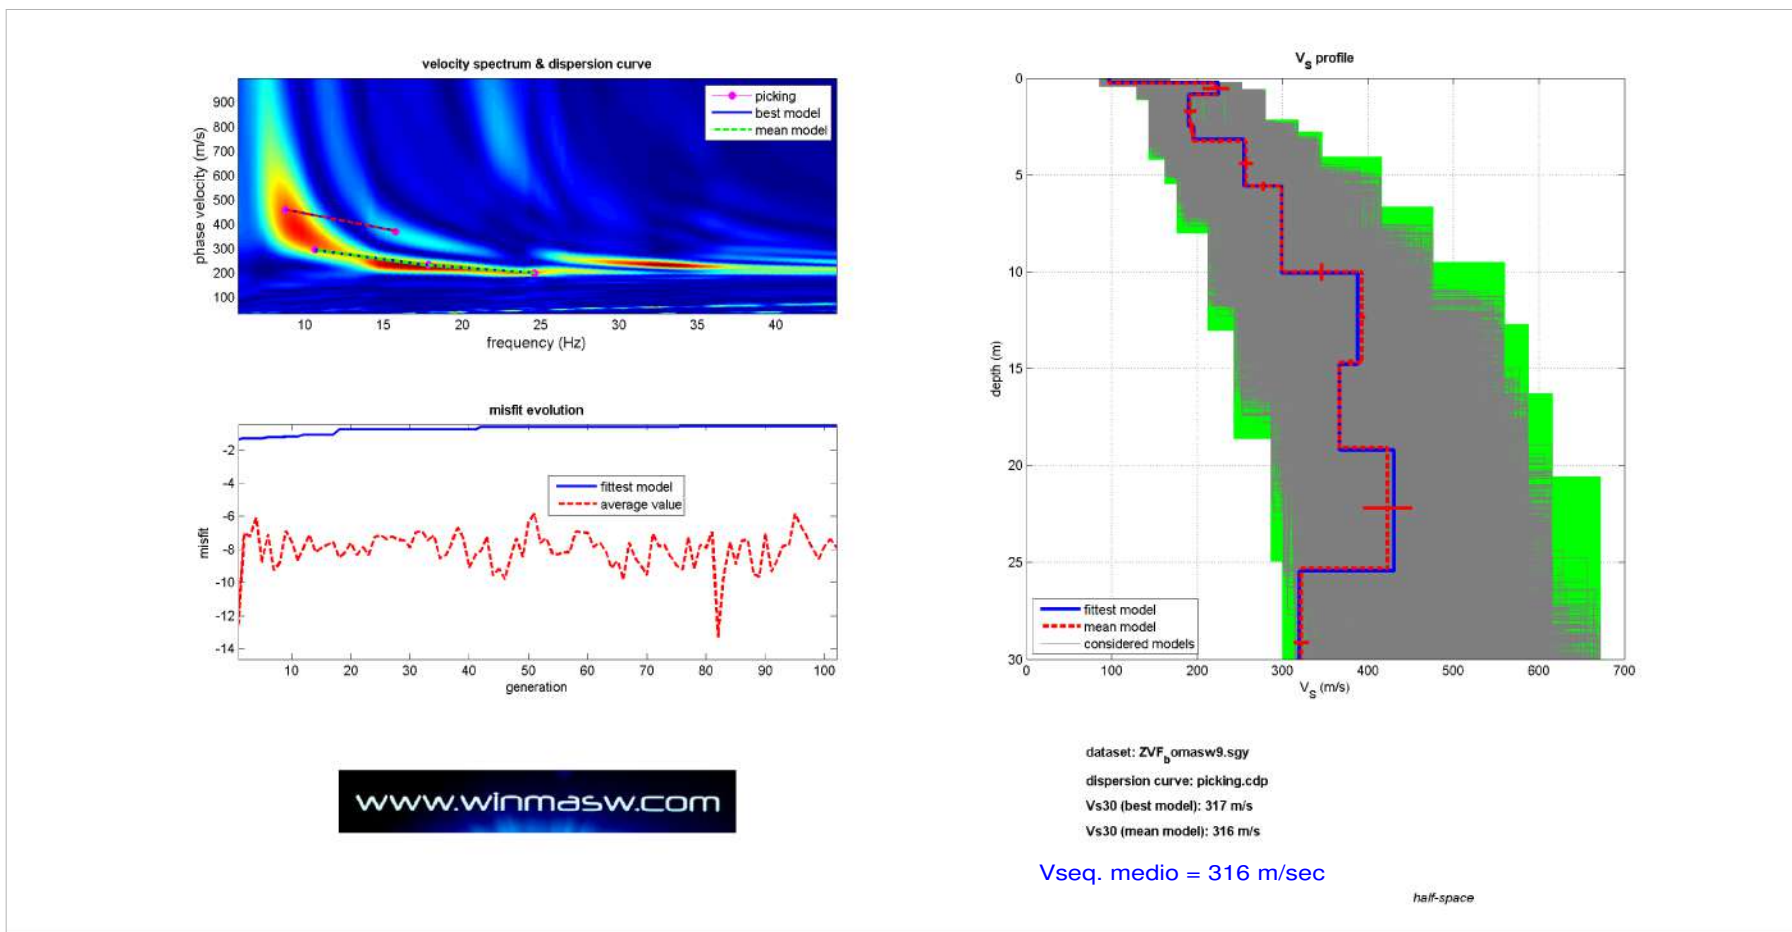 velocity spectrum & dispersion curve
picking
best model
mean model
900
800
700
600
500
400
300
200
100
phase velocity (m/s)
10 15 20 25 30 35 40
frequency (Hz)
misfit evolution
fittest model
average value
-2
-4
-6
-8
-10
-12
-14
misfit
10 20 30 40 50 60 70 80 90 100
generation
www.winmasw.com
VS profile
0
5
10
15
20
25
30
depth (m)
fittest model
mean model
considered models
0 100 200 300 400 500 600 700
VS (m/s)
dataset: ZVFbomasw9.sgy
dispersion curve: picking.cdp
Vs30 (best model): 317 m/s
Vs30 (mean model): 316 m/s
Vseq. medio = 316 m/sec
half-space